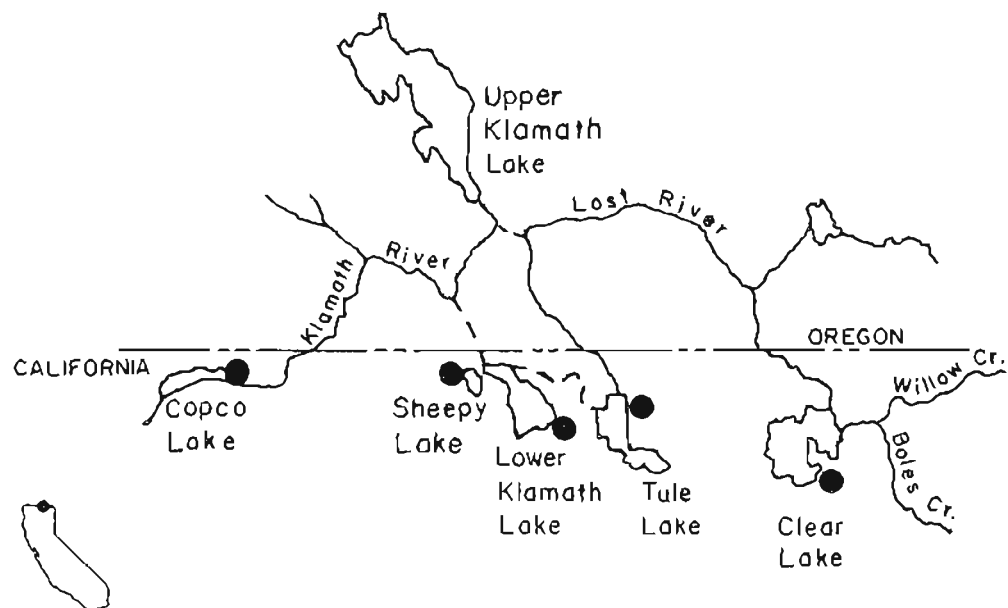 Upper
Klamath
Lake
Lost River
River
Klamath
OREGON
CALIFORNIA
Willow Cr.
Copco
Lake
Sheepy
Lake
Lower
Klamath
Lake
Tule
Lake
Clear
Lake
Boles Cr.